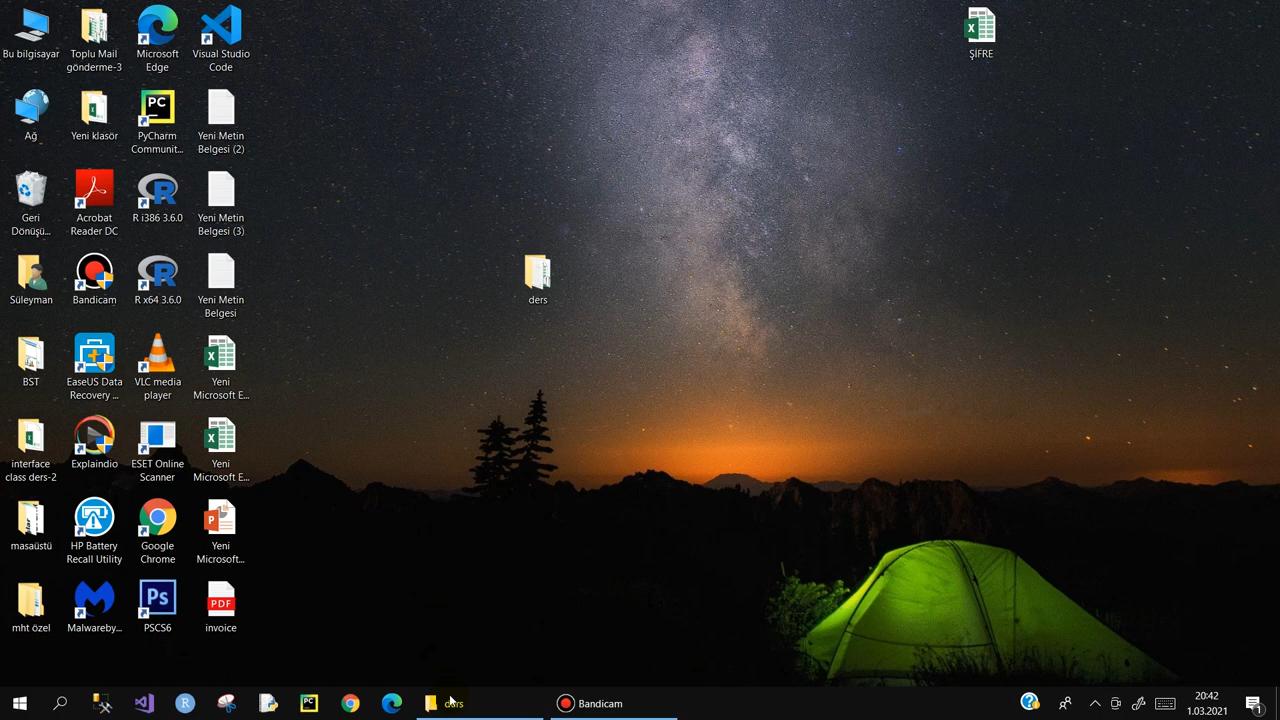 Bu bilgisayar
Toplu Mail
gönderme-3
Microsoft
Edge
Visual Studio
Code
ŞİFRE
Ağ
Yeni klasör
PC
PyCharm
Communit...
Yeni Metin
Belgesi (2)
Geri
Dönüşü...
Acrobat
Reader DC
R i386 3.6.0
Yeni Metin
Belgesi (3)
Süleyman
Bandicam
R x64 3.6.0
Yeni Metin
Belgesi
ders
BST
EaseUS Data
Recovery ...
VLC media
player
Yeni
Microsoft E...
interface
class ders-2
Explaindio
ESET Online
Scanner
Yeni
Microsoft E...
masaüstü
HP Battery
Recall Utility
Google
Chrome
Yeni
Microsoft...
mht özel
Malwareby...
Ps
PSCS6
PDF
invoice
ders
Bandicam
20:42
1.03.2021